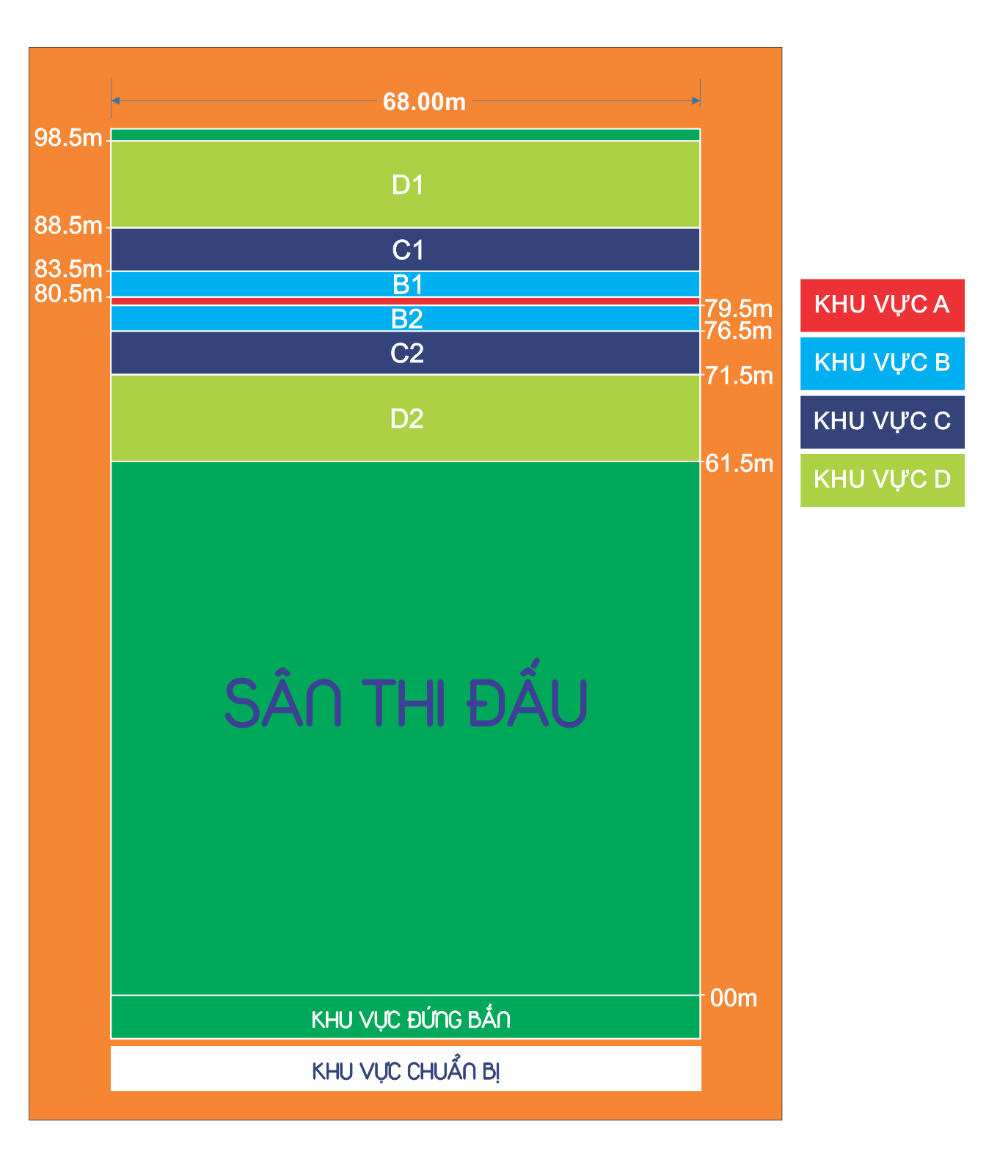 68.00m
98.5m
D1
88.5m
C1
83.5m
B1
80.5m
79.5m
B2
76.5m
C2
71.5m
D2
61.5m
KHU VỰC A
KHU VỰC B
KHU VỰC C
KHU VỰC D
SÂN THI ĐẤU
00m
KHU VỰC ĐỨNG BẮN
KHU VỰC CHUẨN BỊ